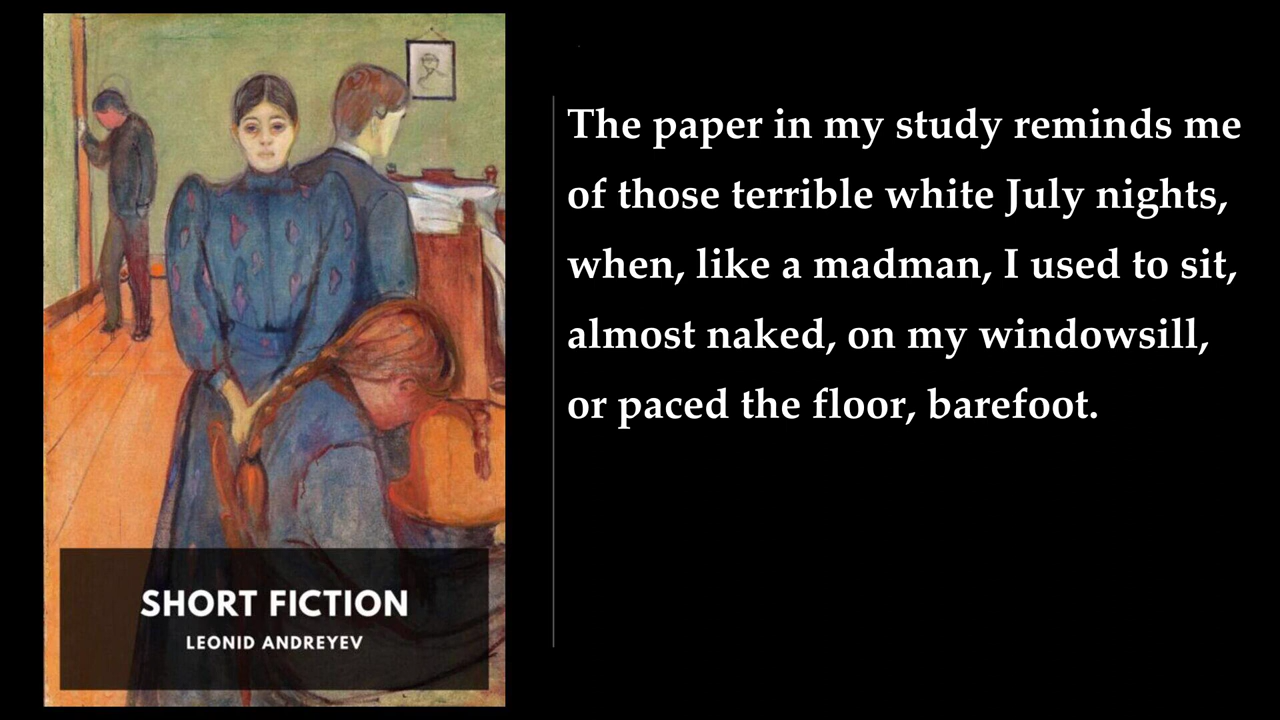 SHORT FICTION
LEONID ANDREYEV
The paper in my study reminds me
of those terrible white July nights,
when, like a madman, I used to sit,
almost naked, on my windowsill,
or paced the floor, barefoot.